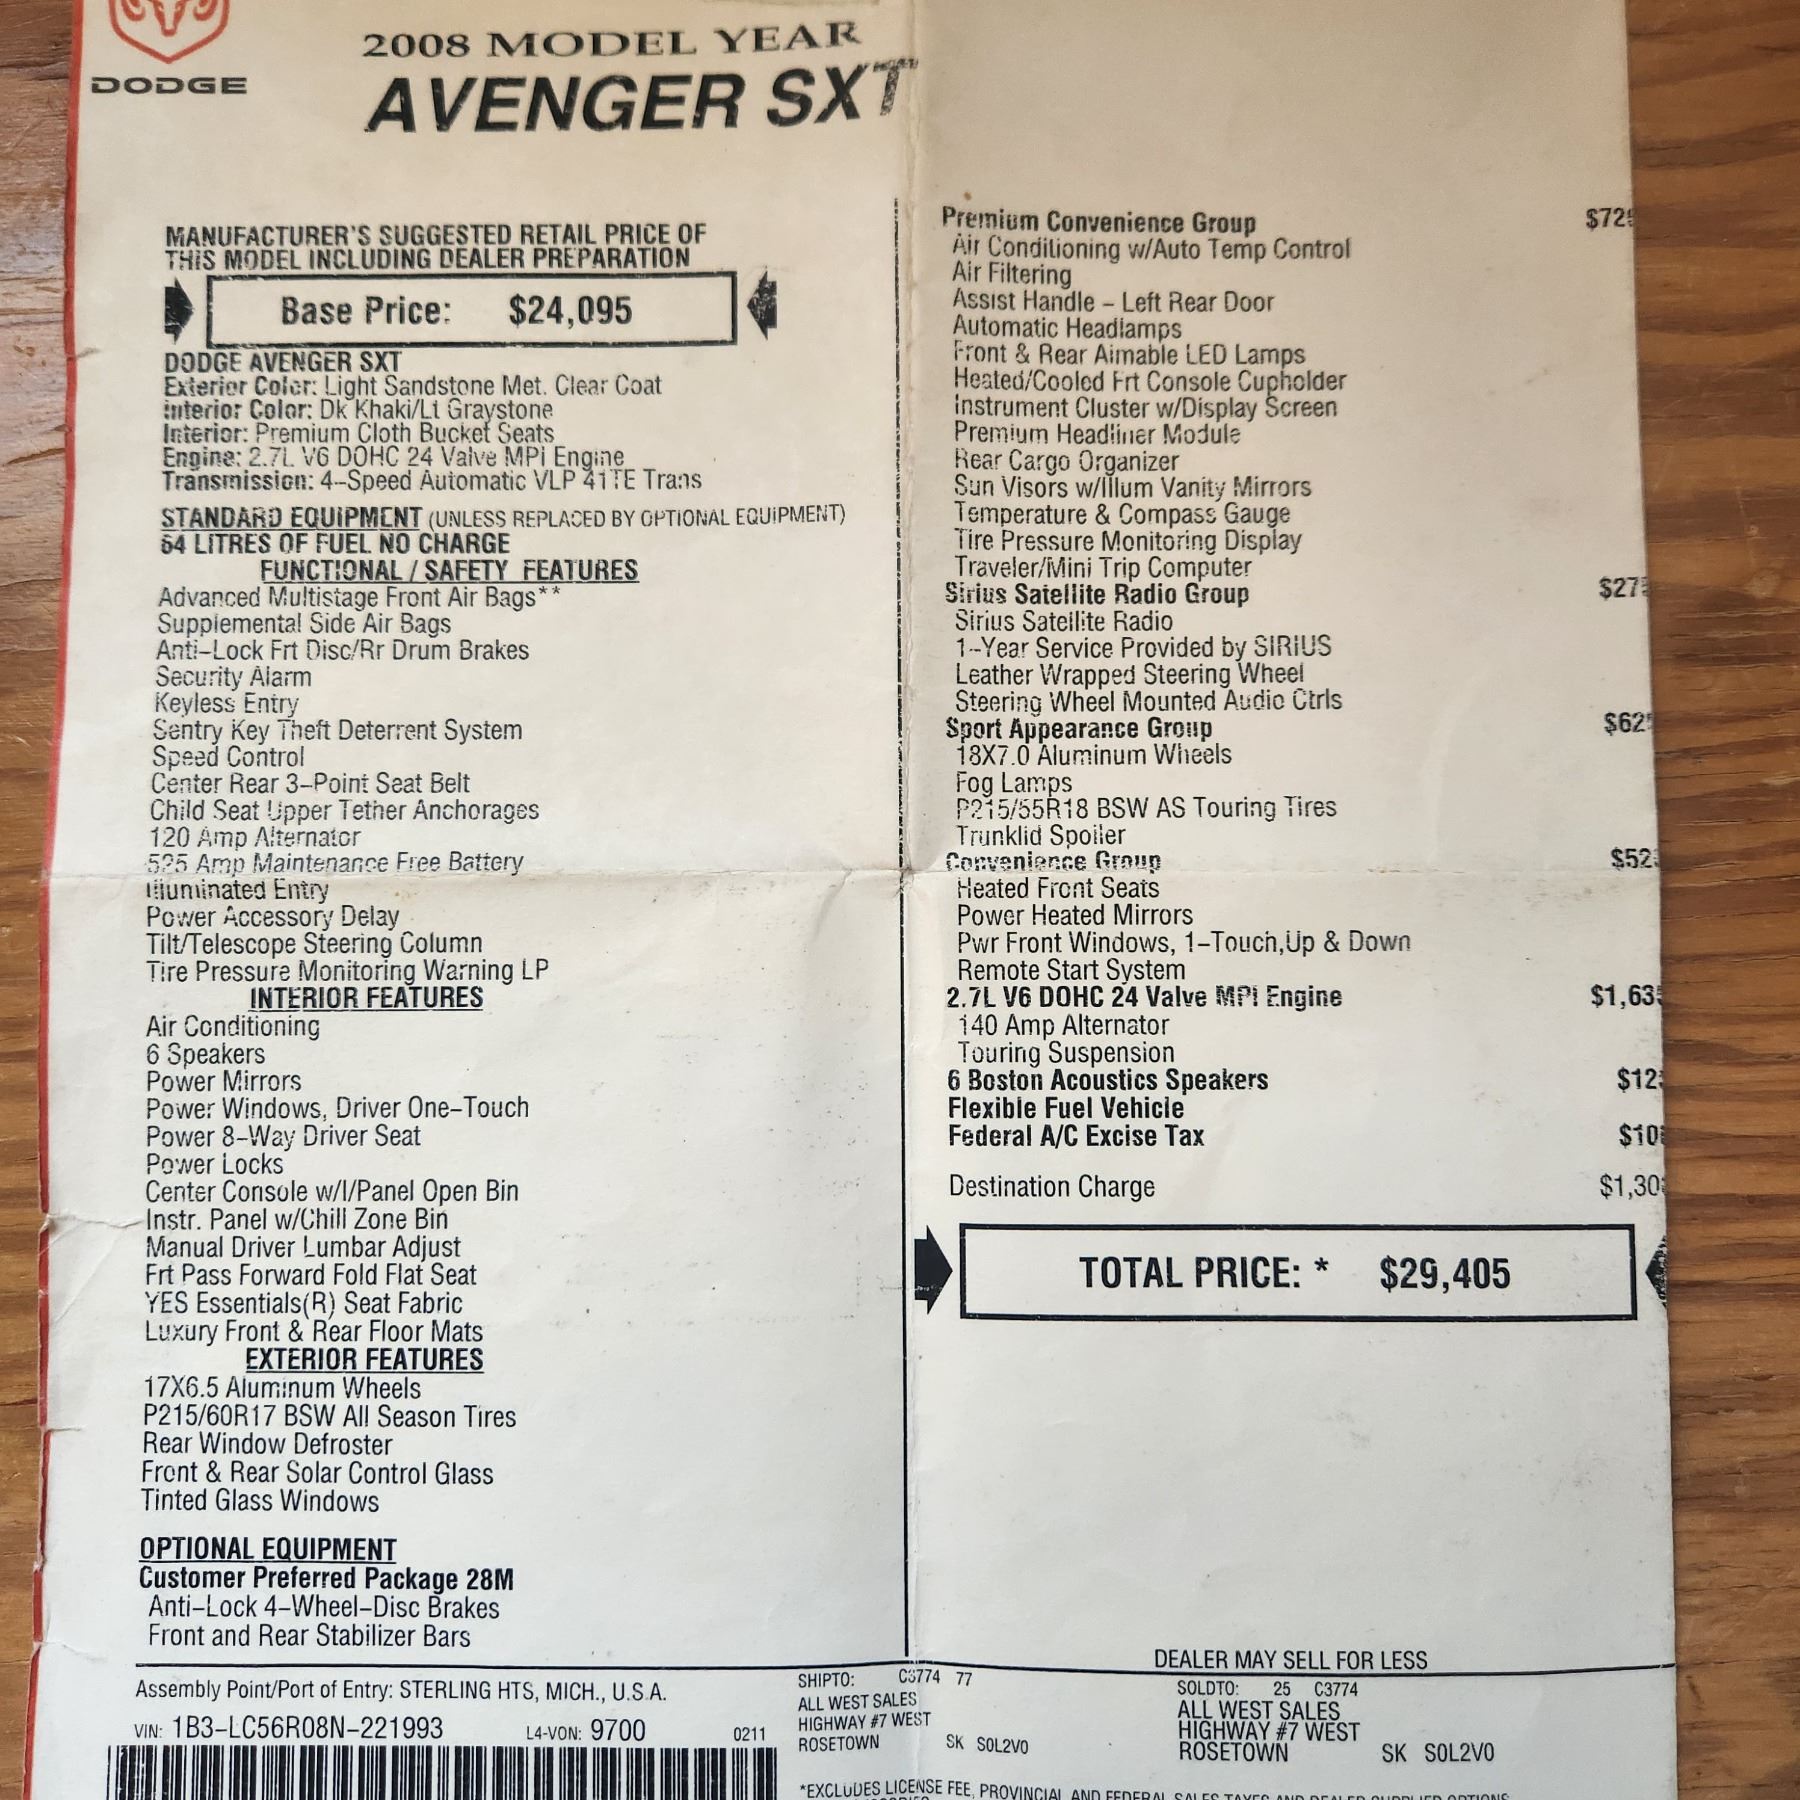 DODGE
2008 MODEL YEAR
AVENGER SXT
MANUFACTURER'S SUGGESTED RETAIL PRICE OF
THIS MODEL INCLUDING DEALER PREPARATION
Base Price: $24,095
DODGE AVENGER SXT
Exterior Color: Light Sandstone Met. Clear Coat
Interior Color: Dk Khaki/Lt Graystone
Interior: Premium Cloth Bucket Seats
Engine: 2.7L V6 DOHC 24 Valve MPI Engine
Transmission: 4-Speed Automatic VLP 41TE Trans
STANDARD EQUIPMENT (UNLESS REPLACED BY OPTIONAL EQUIPMENT)
64 LITRES OF FUEL NO CHARGE
FUNCTIONAL / SAFETY FEATURES
Advanced Multistage Front Air Bags**
Supplemental Side Air Bags
Anti-Lock Frt Disc/Rr Drum Brakes
Security Alarm
Keyless Entry
Sentry Key Theft Deterrent System
Speed Control
Center Rear 3-Point Seat Belt
Child Seat Upper Tether Anchorages
120 Amp Alternator
525 Amp Maintenance Free Battery
Illuminated Entry
Power Accessory Delay
Tilt/Telescope Steering Column
Tire Pressure Monitoring Warning LP
INTERIOR FEATURES
Air Conditioning
6 Speakers
Power Mirrors
Power Windows, Driver One-Touch
Power 8-Way Driver Seat
Power Locks
Center Console w/I/Panel Open Bin
Instr. Panel w/Chill Zone Bin
Manual Driver Lumbar Adjust
Frt Pass Forward Fold Flat Seat
YES Essentials(R) Seat Fabric
Luxury Front & Rear Floor Mats
EXTERIOR FEATURES
17X6.5 Aluminum Wheels
P215/60R17 BSW All Season Tires
Rear Window Defroster
Front & Rear Solar Control Glass
Tinted Glass Windows
OPTIONAL EQUIPMENT
Customer Preferred Package 28M
Anti-Lock 4-Wheel-Disc Brakes
Front and Rear Stabilizer Bars
Premium Convenience Group
Air Conditioning w/Auto Temp Control
Air Filtering
Assist Handle - Left Rear Door
Automatic Headlamps
Front & Rear Aimable LED Lamps
Heated/Cooled Frt Console Cupholder
Instrument Cluster w/Display Screen
Premium Headliner Module
Rear Cargo Organizer
Sun Visors w/Illum Vanity Mirrors
Temperature & Compass Gauge
Tire Pressure Monitoring Display
Traveler/Mini Trip Computer
Sirius Satellite Radio Group
Sirius Satellite Radio
1-Year Service Provided by SIRIUS
Leather Wrapped Steering Wheel
Steering Wheel Mounted Audio Ctrls
Sport Appearance Group
18X7.0 Aluminum Wheels
Fog Lamps
P215/55R18 BSW AS Touring Tires
Trunklid Spoiler
Convenience Group
Heated Front Seats
Power Heated Mirrors
Pwr Front Windows, 1-Touch,Up & Down
Remote Start System
2.7L V6 DOHC 24 Valve MPI Engine
140 Amp Alternator
Touring Suspension
6 Boston Acoustics Speakers
Flexible Fuel Vehicle
Federal A/C Excise Tax
Destination Charge
TOTAL PRICE: * $29,405
DEALER MAY SELL FOR LESS
Assembly Point/Port of Entry: STERLING HTS, MICH., U.S.A.
VIN: 1B3-LC56R08N-221993 L4-VON: 9700 0211
SHIPTO: C3774 77
ALL WEST SALES
HIGHWAY #7 WEST
ROSETOWN SK S0L2V0
SOLDTO: 25 C3774
ALL WEST SALES
HIGHWAY #7 WEST
ROSETOWN SK S0L2V0
*EXCLUDES LICENSE FEE, PROVINCIAL AND FEDERAL SALES TAXES AND DEALER SUPPLIED OPTIONS